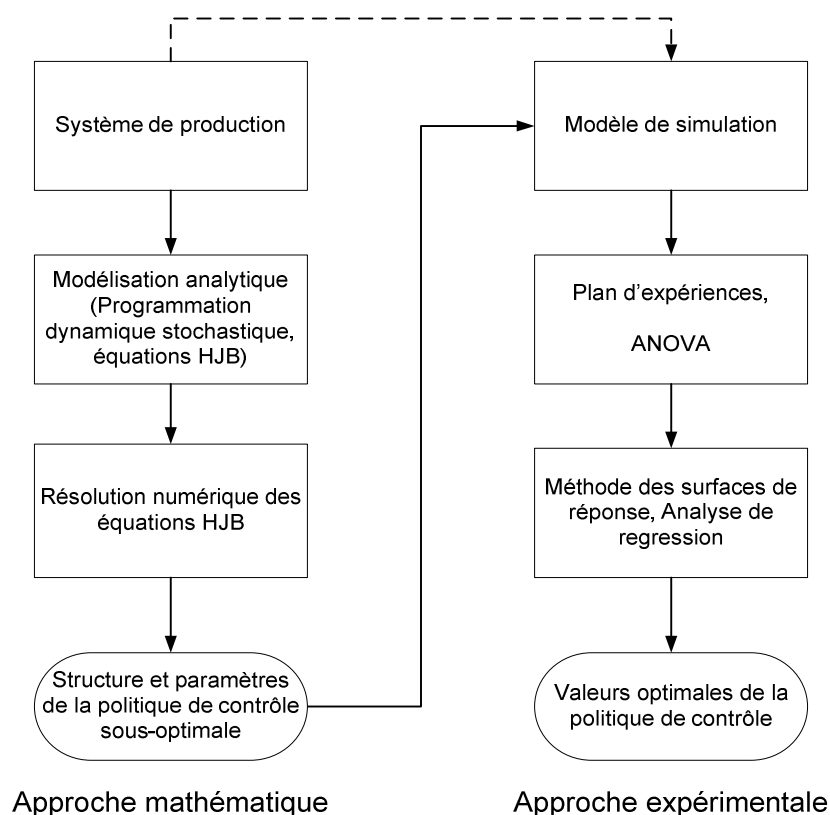 Système de production
Modélisation analytique
(Programmation
dynamique stochastique,
équations HJB)
Résolution numérique des
équations HJB
Structure et paramètres
de la politique de contrôle
sous-optimale
Approche mathématique
Modèle de simulation
Plan d'expériences,
ANOVA
Méthode des surfaces de
réponse, Analyse de
regression
Valeurs optimales de la
politique de contrôle
Approche expérimentale